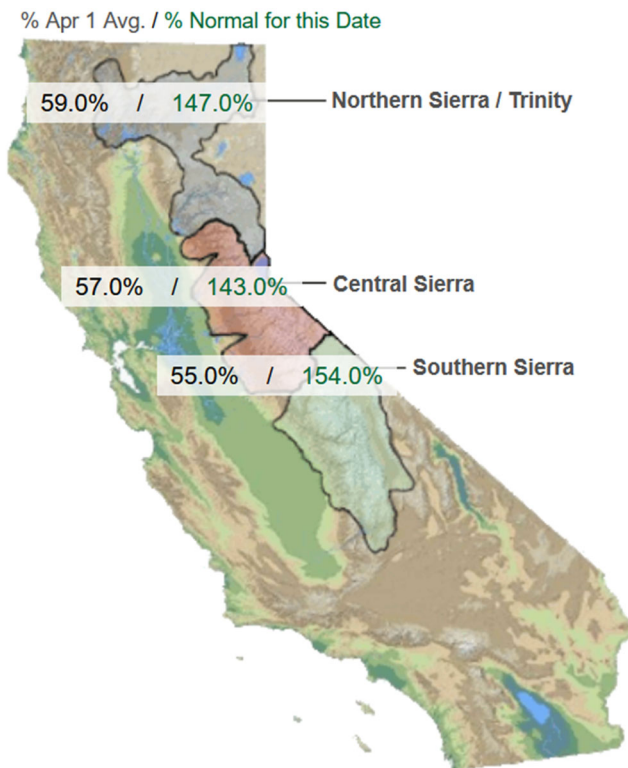 % Apr 1 Avg. / % Normal for this Date
59.0% / 147.0% Northern Sierra / Trinity
57.0% / 143.0% Central Sierra
55.0% / 154.0% Southern Sierra